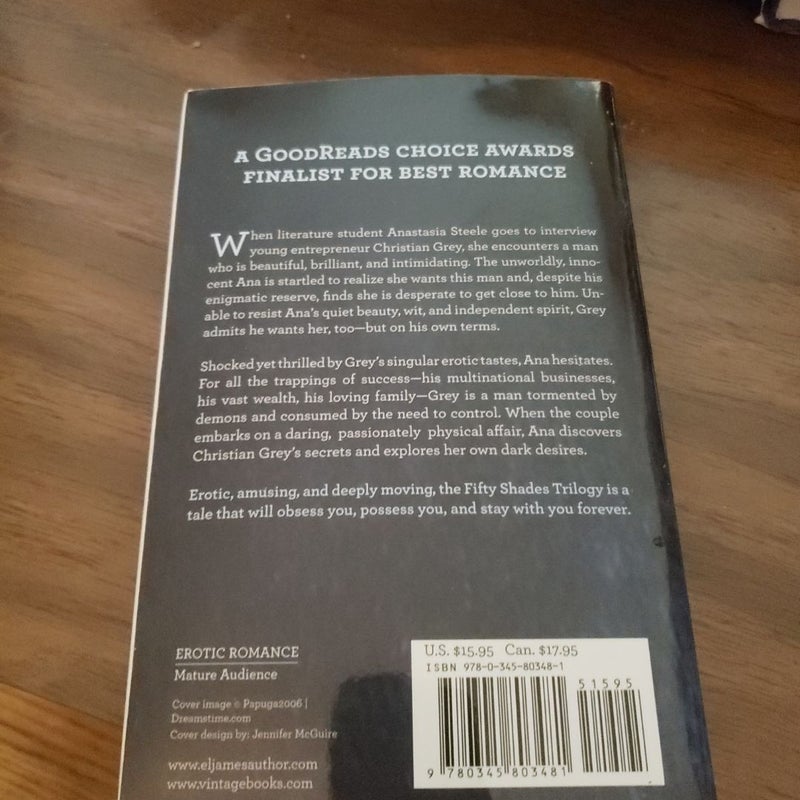 A GOODREADS CHOICE AWARDS
FINALIST FOR BEST ROMANCE
When literature student Anastasia Steele goes to interview
young entrepreneur Christian Grey, she encounters a man
who is beautiful, brilliant, and intimidating. The unworldly, inno-
cent Ana is startled to realize she wants this man and, despite his
enigmatic reserve, finds she is desperate to get close to him. Un-
able to resist Ana's quiet beauty, wit, and independent spirit, Grey
admits he wants her, too—but on his own terms.
Shocked yet thrilled by Grey's singular erotic tastes, Ana hesitates.
For all the trappings of success—his multinational businesses,
his vast wealth, his loving family—Grey is a man tormented by
demons and consumed by the need to control. When the couple
embarks on a daring, passionately physical affair, Ana discovers
Christian Grey's secrets and explores her own dark desires.
Erotic, amusing, and deeply moving, the Fifty Shades Trilogy is a
tale that will obsess you, possess you, and stay with you forever.
EROTIC ROMANCE
Mature Audience
Cover image © Papuga2006 |
Dreamstime.com
Cover design by: Jennifer McGuire
www.eljamesauthor.com
www.vintagebooks.com
U.S. $15.95 Can. $17.95
ISBN 978-0-345-80348-1
51595
9 780345 803481